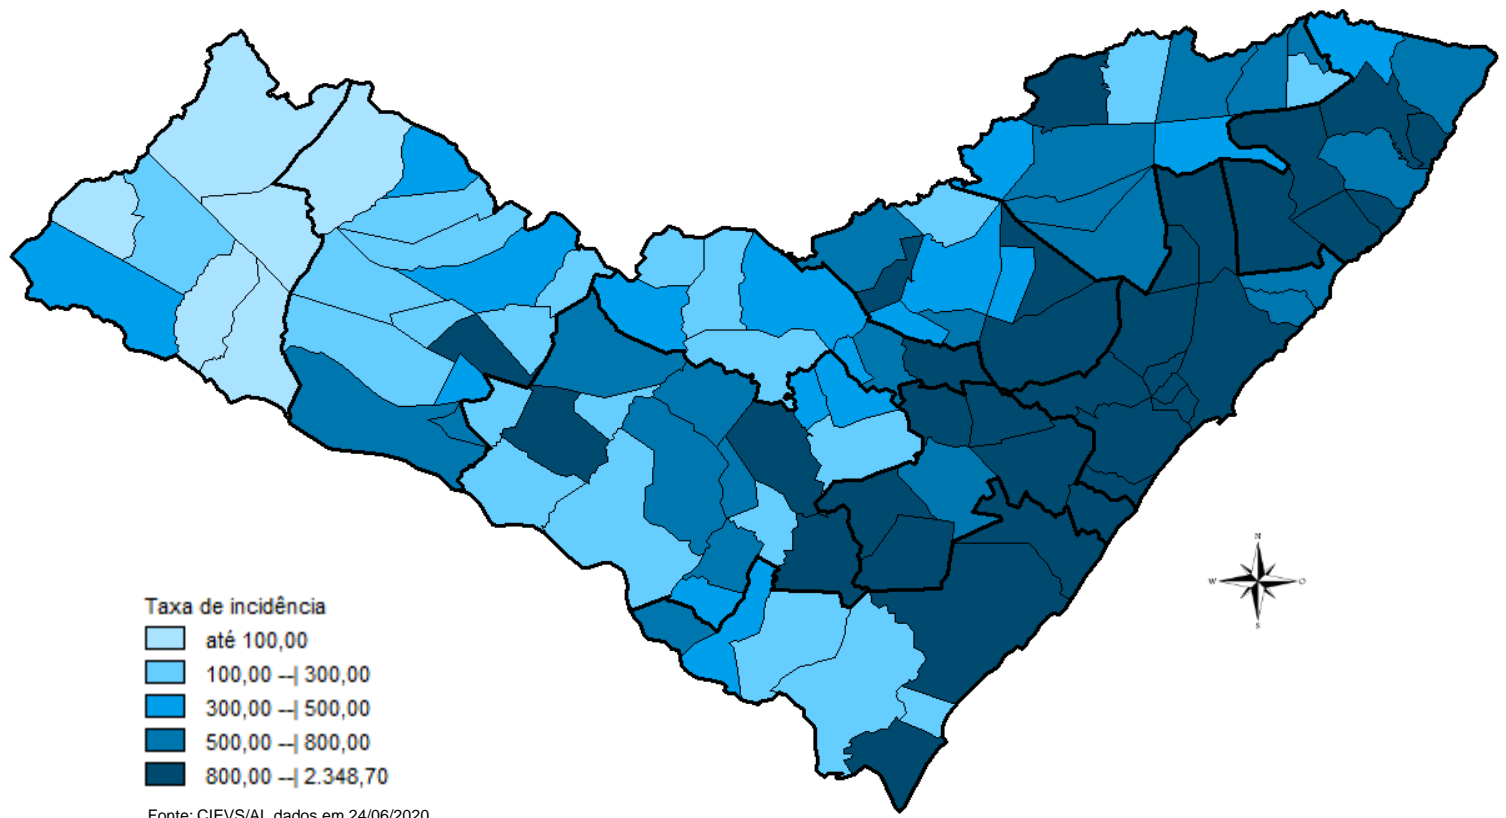 Taxa de incidência
até 100,00
100,00 --| 300,00
300,00 --| 500,00
500,00 --| 800,00
800,00 --| 2.348,70
Fonte: CIEVS/AL, dados em 24/06/2020
N
W
O
S